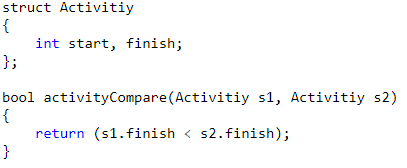 struct Activitiy
{
    int start, finish;
};

bool activityCompare(Activitiy s1, Activitiy s2)
{
    return (s1.finish < s2.finish);
}